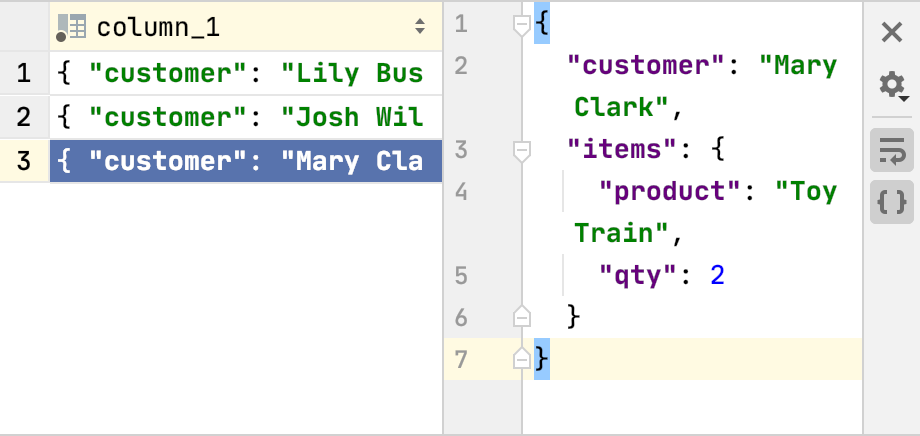 column_1
1 { "customer": "Lily Bus
2 { "customer": "Josh Wil
3 { "customer": "Mary Cla
1 {
2 "customer": "Mary
Clark",
3 "items": {
4 "product": "Toy
Train",
5 "qty": 2
6 }
7 }